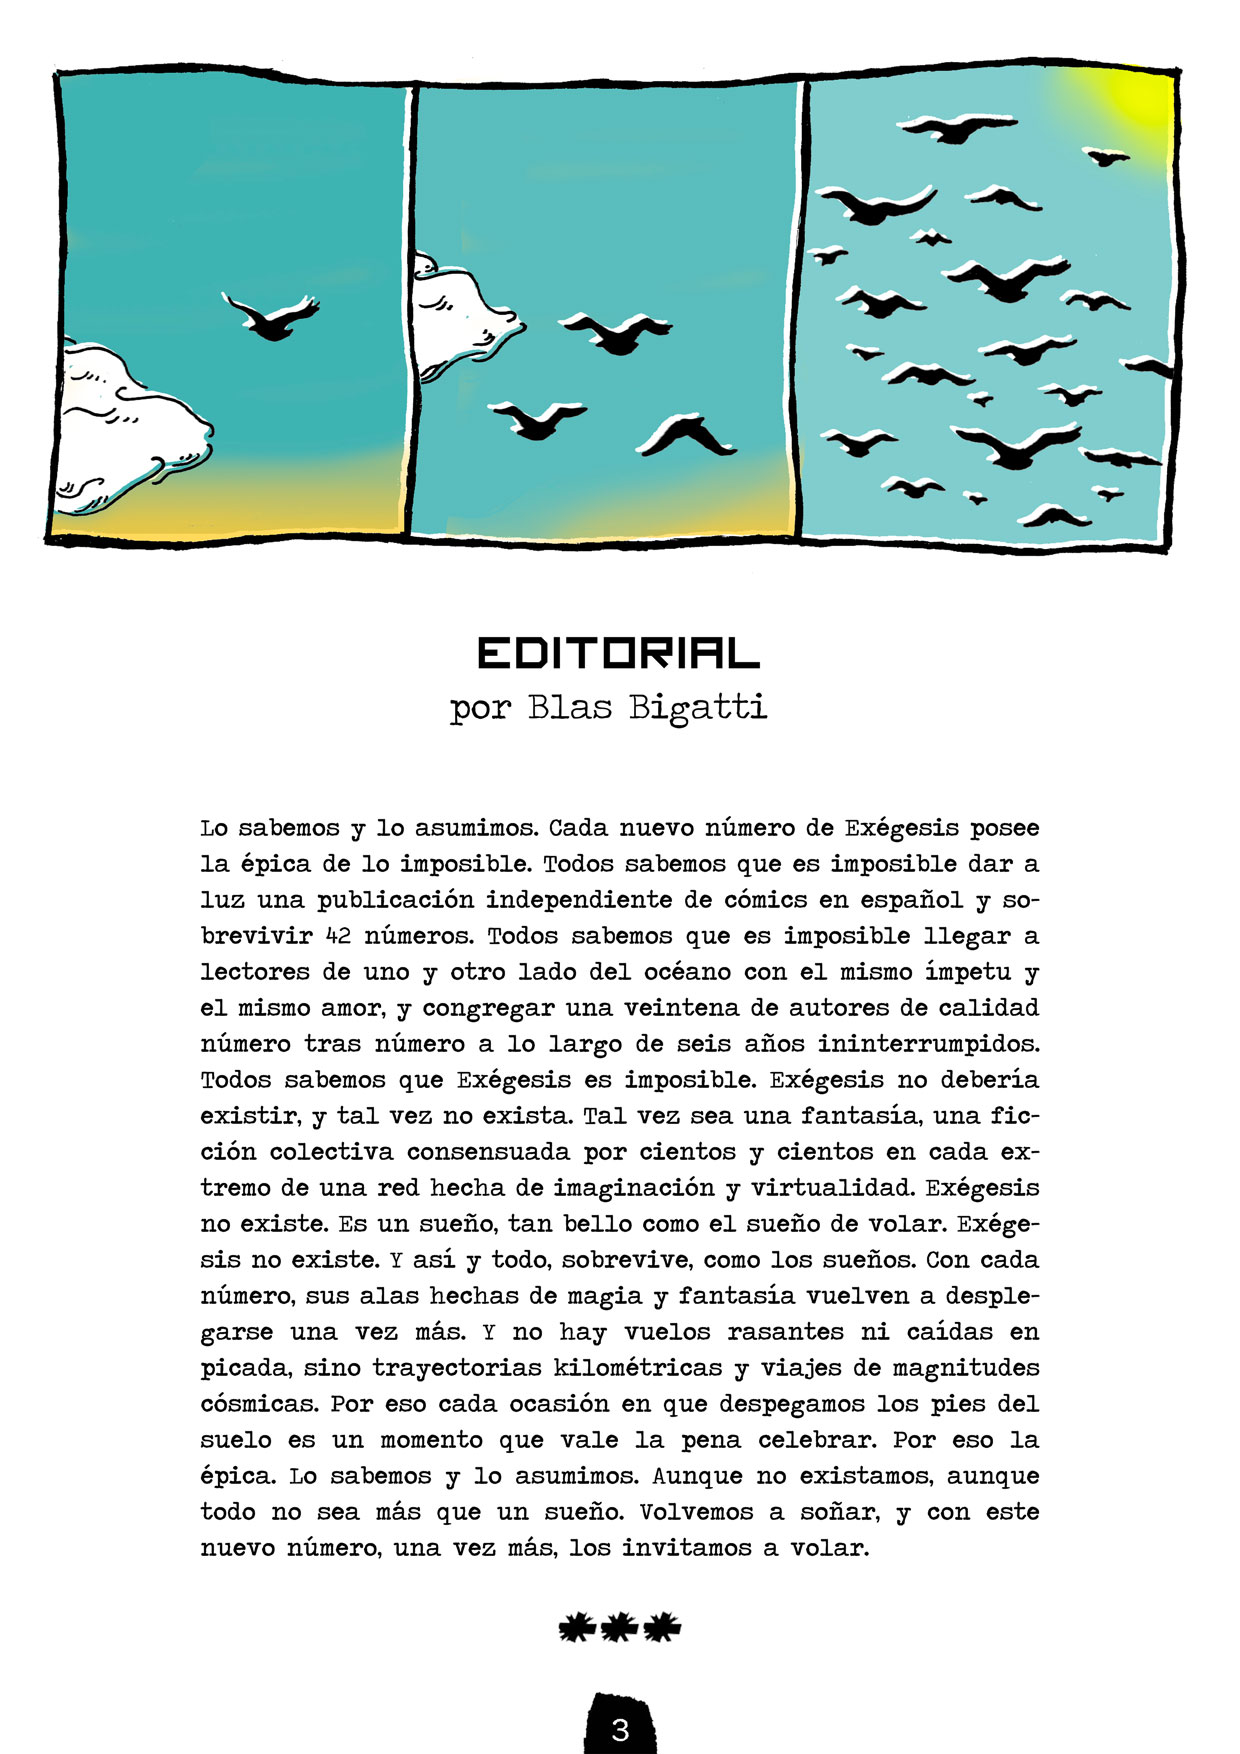 EDITORIAL
por Blas Bigatti
Lo sabemos y lo asumimos. Cada nuevo número de Exégesis posee
la épica de lo imposible. Todos sabemos que es imposible dar a
luz una publicación independiente de cómics en español y so-
brevivir 42 números. Todos sabemos que es imposible llegar a
lectores de uno y otro lado del océano con el mismo ímpetu y
el mismo amor, y congregar una veintena de autores de calidad
número tras número a lo largo de seis años ininterrumpidos.
Todos sabemos que Exégesis es imposible. Exégesis no debería
existir, y tal vez no exista. Tal vez sea una fantasía, una fic-
ción colectiva consensuada por cientos y cientos en cada ex-
tremo de una red hecha de imaginación y virtualidad. Exégesis
no existe. Es un sueño, tan bello como el sueño de volar. Exége-
sis no existe. Y así y todo, sobrevive, como los sueños. Con cada
número, sus alas hechas de magia y fantasía vuelven a desple-
garse una vez más. Y no hay vuelos rasantes ni caídas en
picada, sino trayectorias kilométricas y viajes de magnitudes
cósmicas. Por eso cada ocasión en que despegamos los pies del
suelo es un momento que vale la pena celebrar. Por eso la
épica. Lo sabemos y lo asumimos. Aunque no existamos, aunque
todo no sea más que un sueño. Volvemos a soñar, y con este
nuevo número, una vez más, los invitamos a volar.
***
3